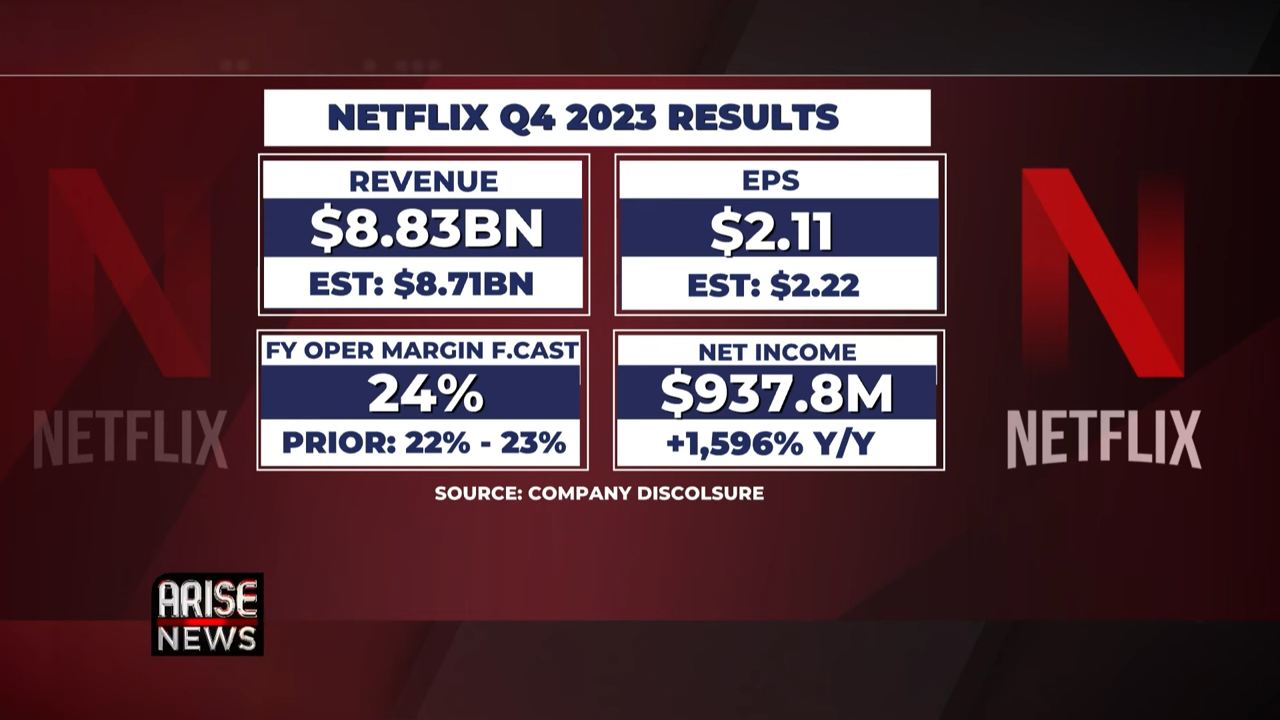 NETFLIX Q4 2023 RESULTS
REVENUE
$8.83BN
EST: $8.71BN
EPS
$2.11
EST: $2.22
FY OPER MARGIN F.CAST
24%
PRIOR: 22% - 23%
NET INCOME
$937.8M
+1,596% Y/Y
SOURCE: COMPANY DISCOLSURE
N
NETFLIX
N
NETFLIX
ARISE
NEWS